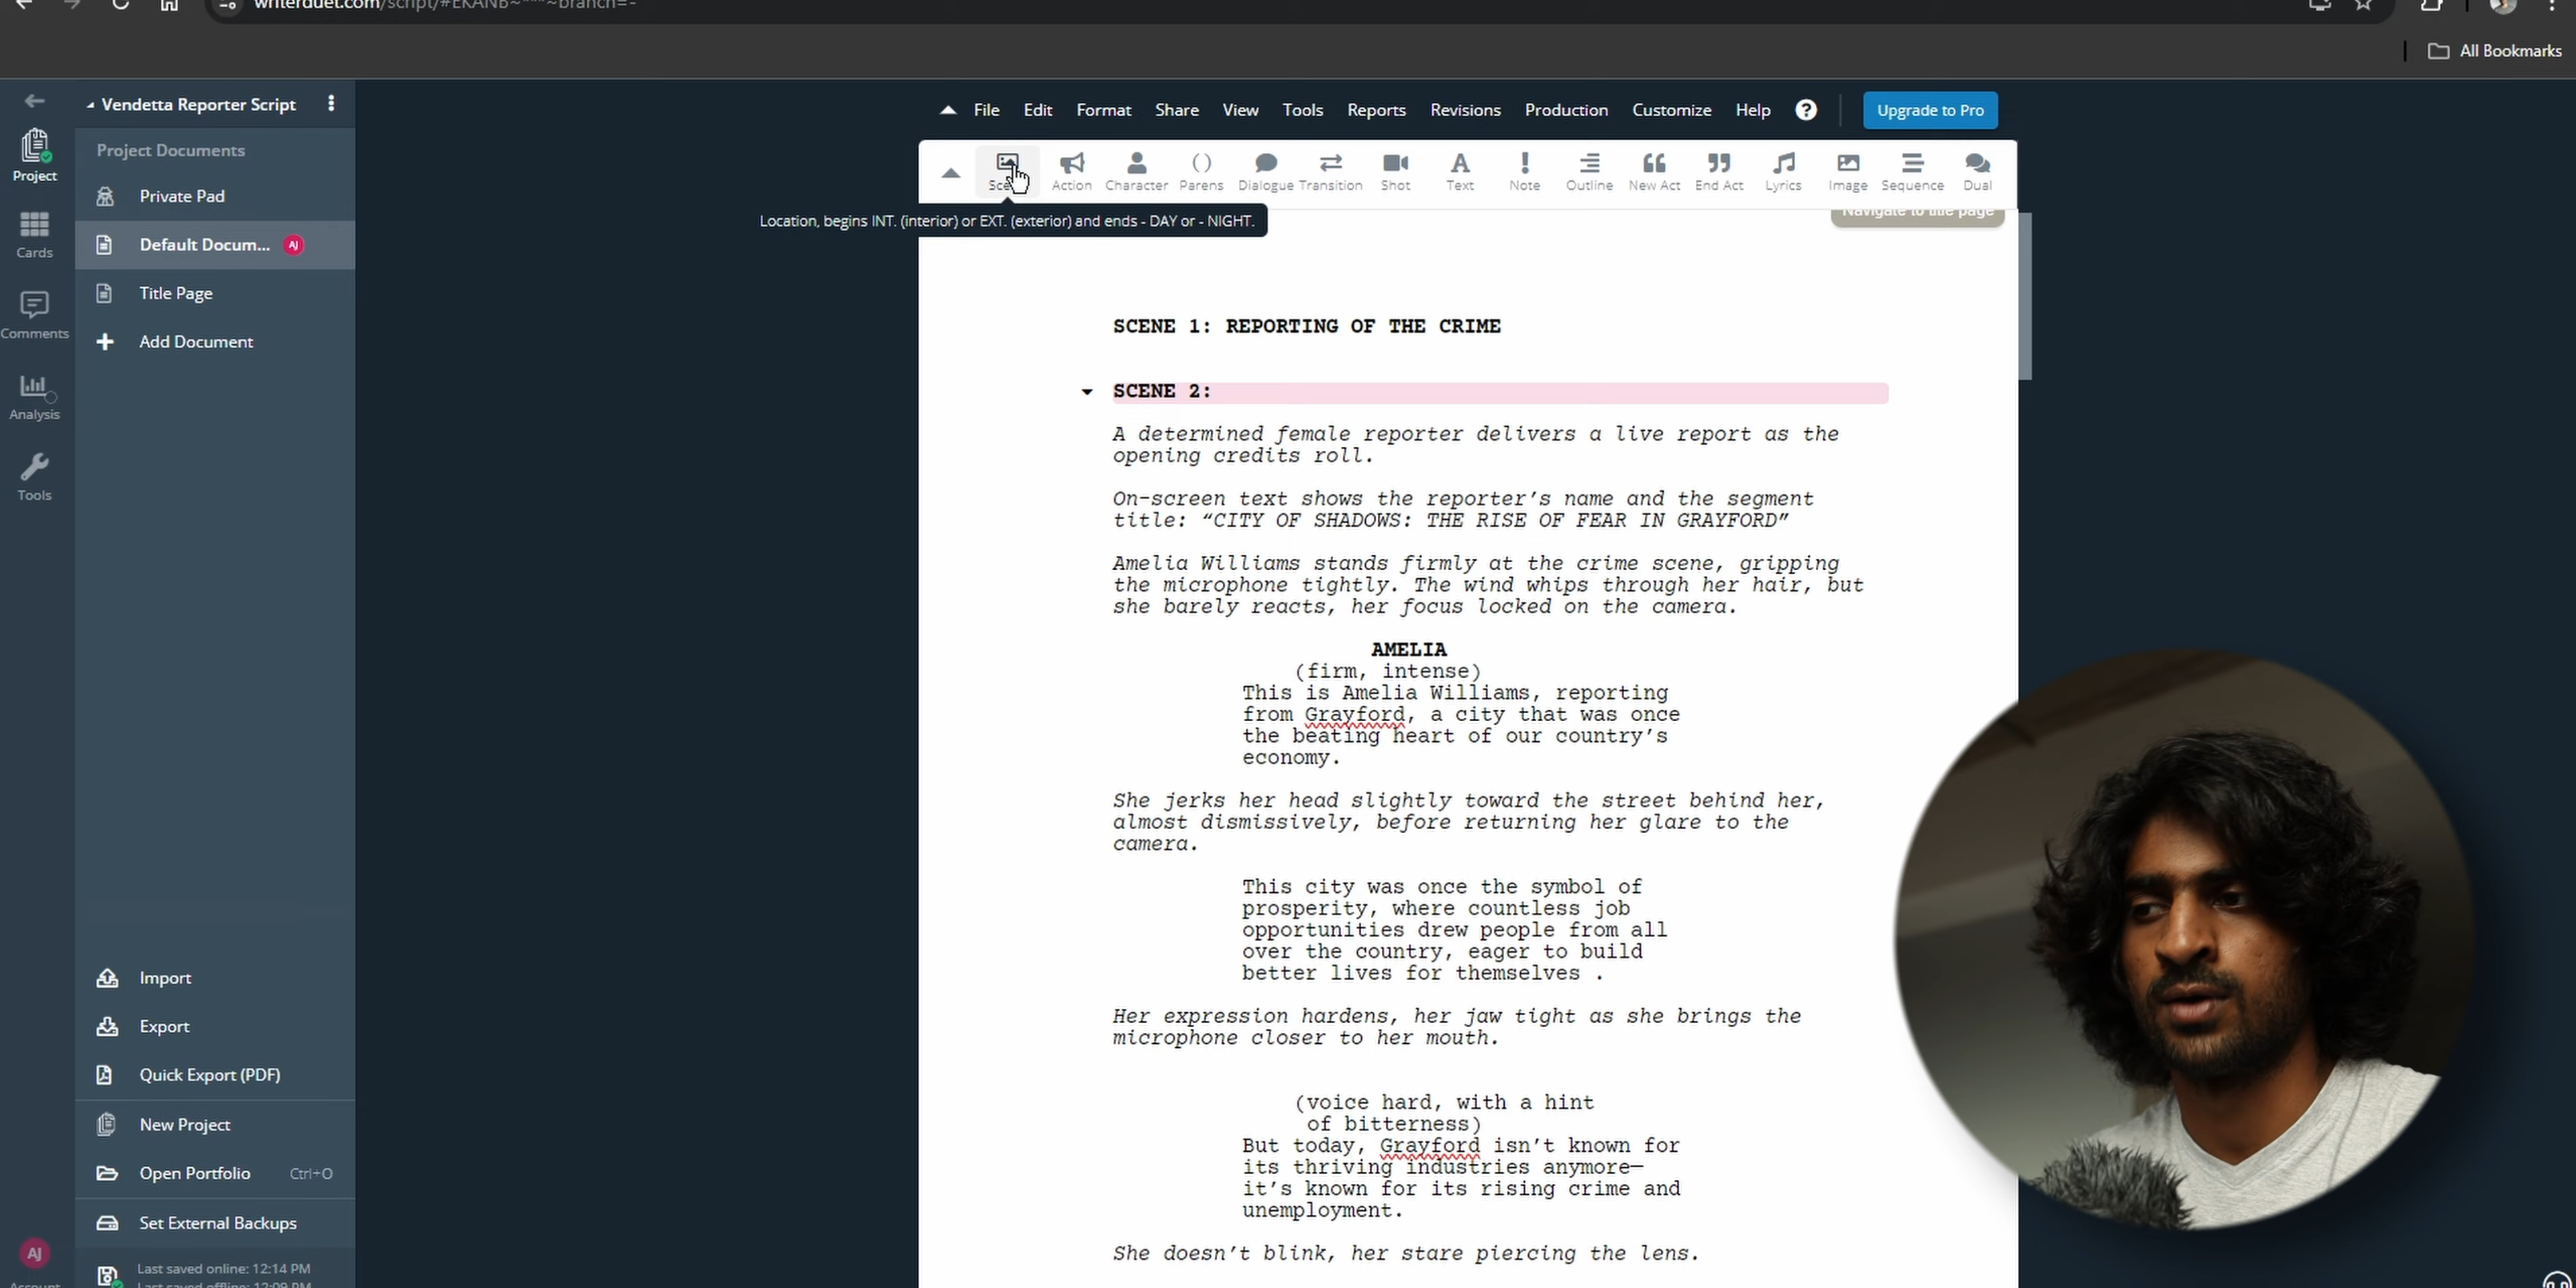 writerduet.com/script/#EKANB~***~branch=-
All Bookmarks
Vendetta Reporter Script
File Edit Format Share View Tools Reports Revisions Production Customize Help ? Upgrade to Pro
Project Documents
Project
Private Pad
Action Character Parens Dialogue Transition Shot Text Note Outline New Act End Act Lyrics Image Sequence Dual
Location, begins INT. (interior) or EXT. (exterior) and ends - DAY or - NIGHT.
Navigate to title page
Cards
Default Docum... AJ
Title Page
Comments
Add Document
Analysis
Tools
SCENE 1: REPORTING OF THE CRIME
SCENE 2:
A determined female reporter delivers a live report as the
opening credits roll.
On-screen text shows the reporter’s name and the segment
title: “CITY OF SHADOWS: THE RISE OF FEAR IN GRAYFORD”
Amelia Williams stands firmly at the crime scene, gripping
the microphone tightly. The wind whips through her hair, but
she barely reacts, her focus locked on the camera.
AMELIA
(firm, intense)
This is Amelia Williams, reporting
from Grayford, a city that was once
the beating heart of our country’s
economy.
She jerks her head slightly toward the street behind her,
almost dismissively, before returning her glare to the
camera.
This city was once the symbol of
prosperity, where countless job
opportunities drew people from all
over the country, eager to build
better lives for themselves .
Her expression hardens, her jaw tight as she brings the
microphone closer to her mouth.
(voice hard, with a hint
of bitterness)
But today, Grayford isn’t known for
its thriving industries anymore—
it’s known for its rising crime and
unemployment.
She doesn’t blink, her stare piercing the lens.
Import
Export
Quick Export (PDF)
New Project
Open Portfolio Ctrl+O
Set External Backups
AJ
Last saved online: 12:14 PM
Last saved offline: 12:09 PM
Account